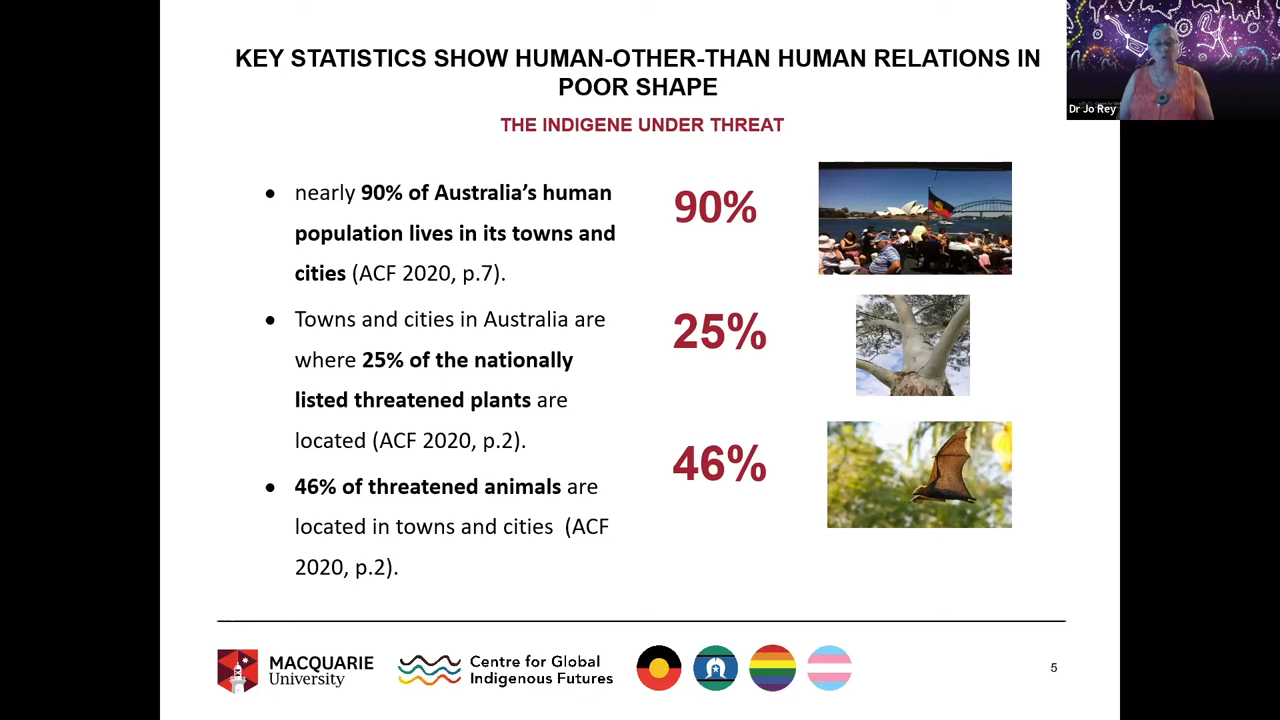 KEY STATISTICS SHOW HUMAN-OTHER-THAN HUMAN RELATIONS IN
POOR SHAPE
THE INDIGENE UNDER THREAT
• nearly 90% of Australia's human
population lives in its towns and
cities (ACF 2020, p.7).
• Towns and cities in Australia are
where 25% of the nationally
listed threatened plants are
located (ACF 2020, p.2).
• 46% of threatened animals are
located in towns and cities (ACF
2020, p.2).
90%
25%
46%
Dr Jo Rey
MACQUARIE
University
Centre for Global
Indigenous Futures
5